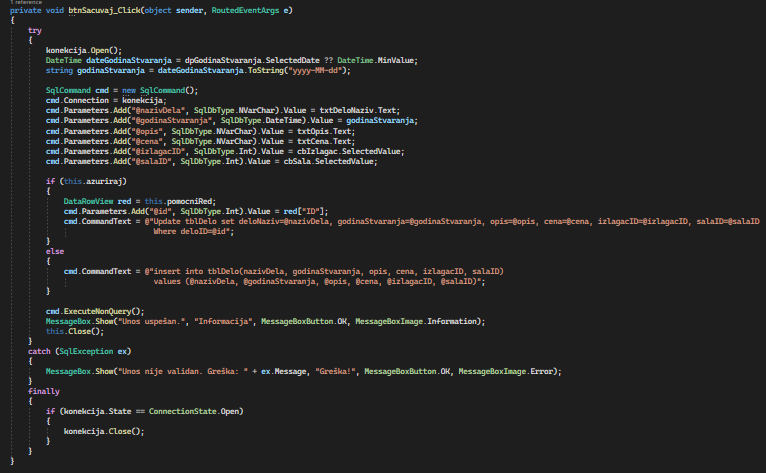 1 reference
private void btnSacuvaj_Click(object sender, RoutedEventArgs e)
{
try
{
konekcija.Open();
DateTime dateGodinaStvaranja = dpGodinaStvaranja.SelectedDate ?? DateTime.MinValue;
string godinaStvaranja = dateGodinaStvaranja.ToString("yyyy-MM-dd");
SqlCommand cmd = new SqlCommand();
cmd.Connection = konekcija;
cmd.Parameters.Add("@nazivDela", SqlDbType.NVarChar).Value = txtDeloNaziv.Text;
cmd.Parameters.Add("@godinaStvaranja", SqlDbType.DateTime).Value = godinaStvaranja;
cmd.Parameters.Add("@opis", SqlDbType.NVarChar).Value = txtOpis.Text;
cmd.Parameters.Add("@cena", SqlDbType.NVarChar).Value = txtCena.Text;
cmd.Parameters.Add("@izlagacID", SqlDbType.Int).Value = cbIzlagac.SelectedValue;
cmd.Parameters.Add("@salaID", SqlDbType.Int).Value = cbSala.SelectedValue;
if (this.azuriraj)
{
DataRowView red = this.pomocniRed;
cmd.Parameters.Add("@id", SqlDbType.Int).Value = red["ID"];
cmd.CommandText = @"Update tblDelo set deloNaziv=@nazivDela, godinaStvaranja=@godinaStvaranja, opis=@opis, cena=@cena, izlagacID=@izlagacID, salaID=@salaID
Where deloID=@id";
}
else
{
cmd.CommandText = @"insert into tblDelo(nazivDela, godinaStvaranja, opis, cena, izlagacID, salaID)
values (@nazivDela, @godinaStvaranja, @opis, @cena, @izlagacID, @salaID)";
}
cmd.ExecuteNonQuery();
MessageBox.Show("Unos uspešan.", "Informacija", MessageBoxButton.OK, MessageBoxImage.Information);
this.Close();
}
catch (SqlException ex)
{
MessageBox.Show("Unos nije validan. Greška: " + ex.Message, "Greška!", MessageBoxButton.OK, MessageBoxImage.Error);
}
finally
{
if (konekcija.State == ConnectionState.Open)
{
konekcija.Close();
}
}
}